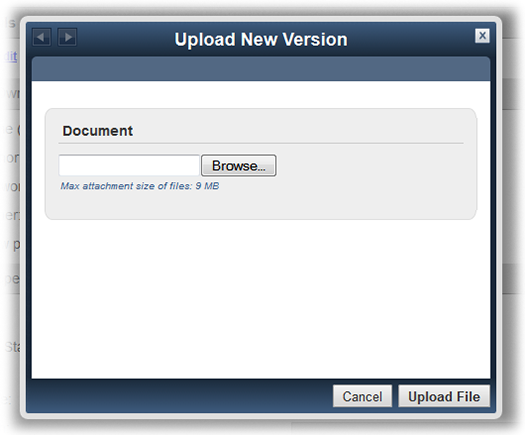 Upload New Version
x
Document
Browse...
Max attachment size of files: 9 MB
Cancel
Upload File